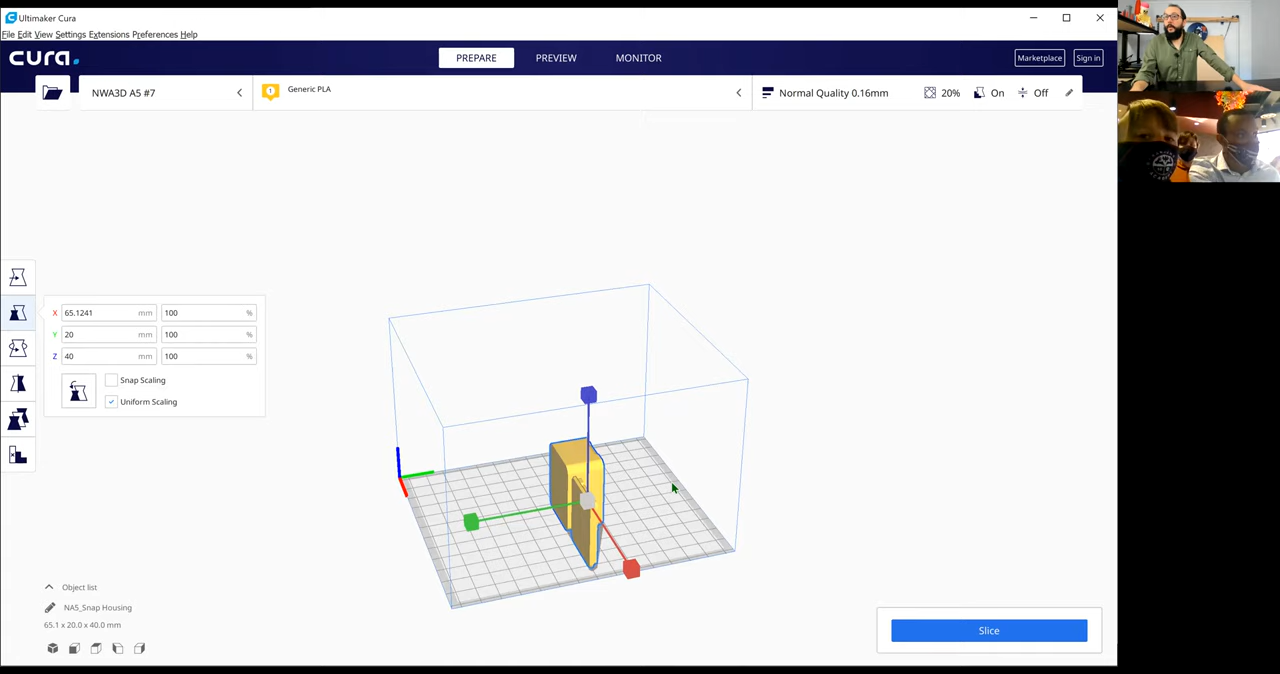 Ultimaker Cura
File Edit View Settings Extensions Preferences Help
cura.
PREPARE
PREVIEW
MONITOR
Marketplace
Sign in
NWA3D A5 #7
1
Generic PLA
Normal Quality 0.16mm
20%
On
Off
X 65.1241 mm 100 %
Y 20 mm 100 %
Z 40 mm 100 %
Snap Scaling
Uniform Scaling
Object list
NA5_Snap Housing
65.1 x 20.0 x 40.0 mm
Slice